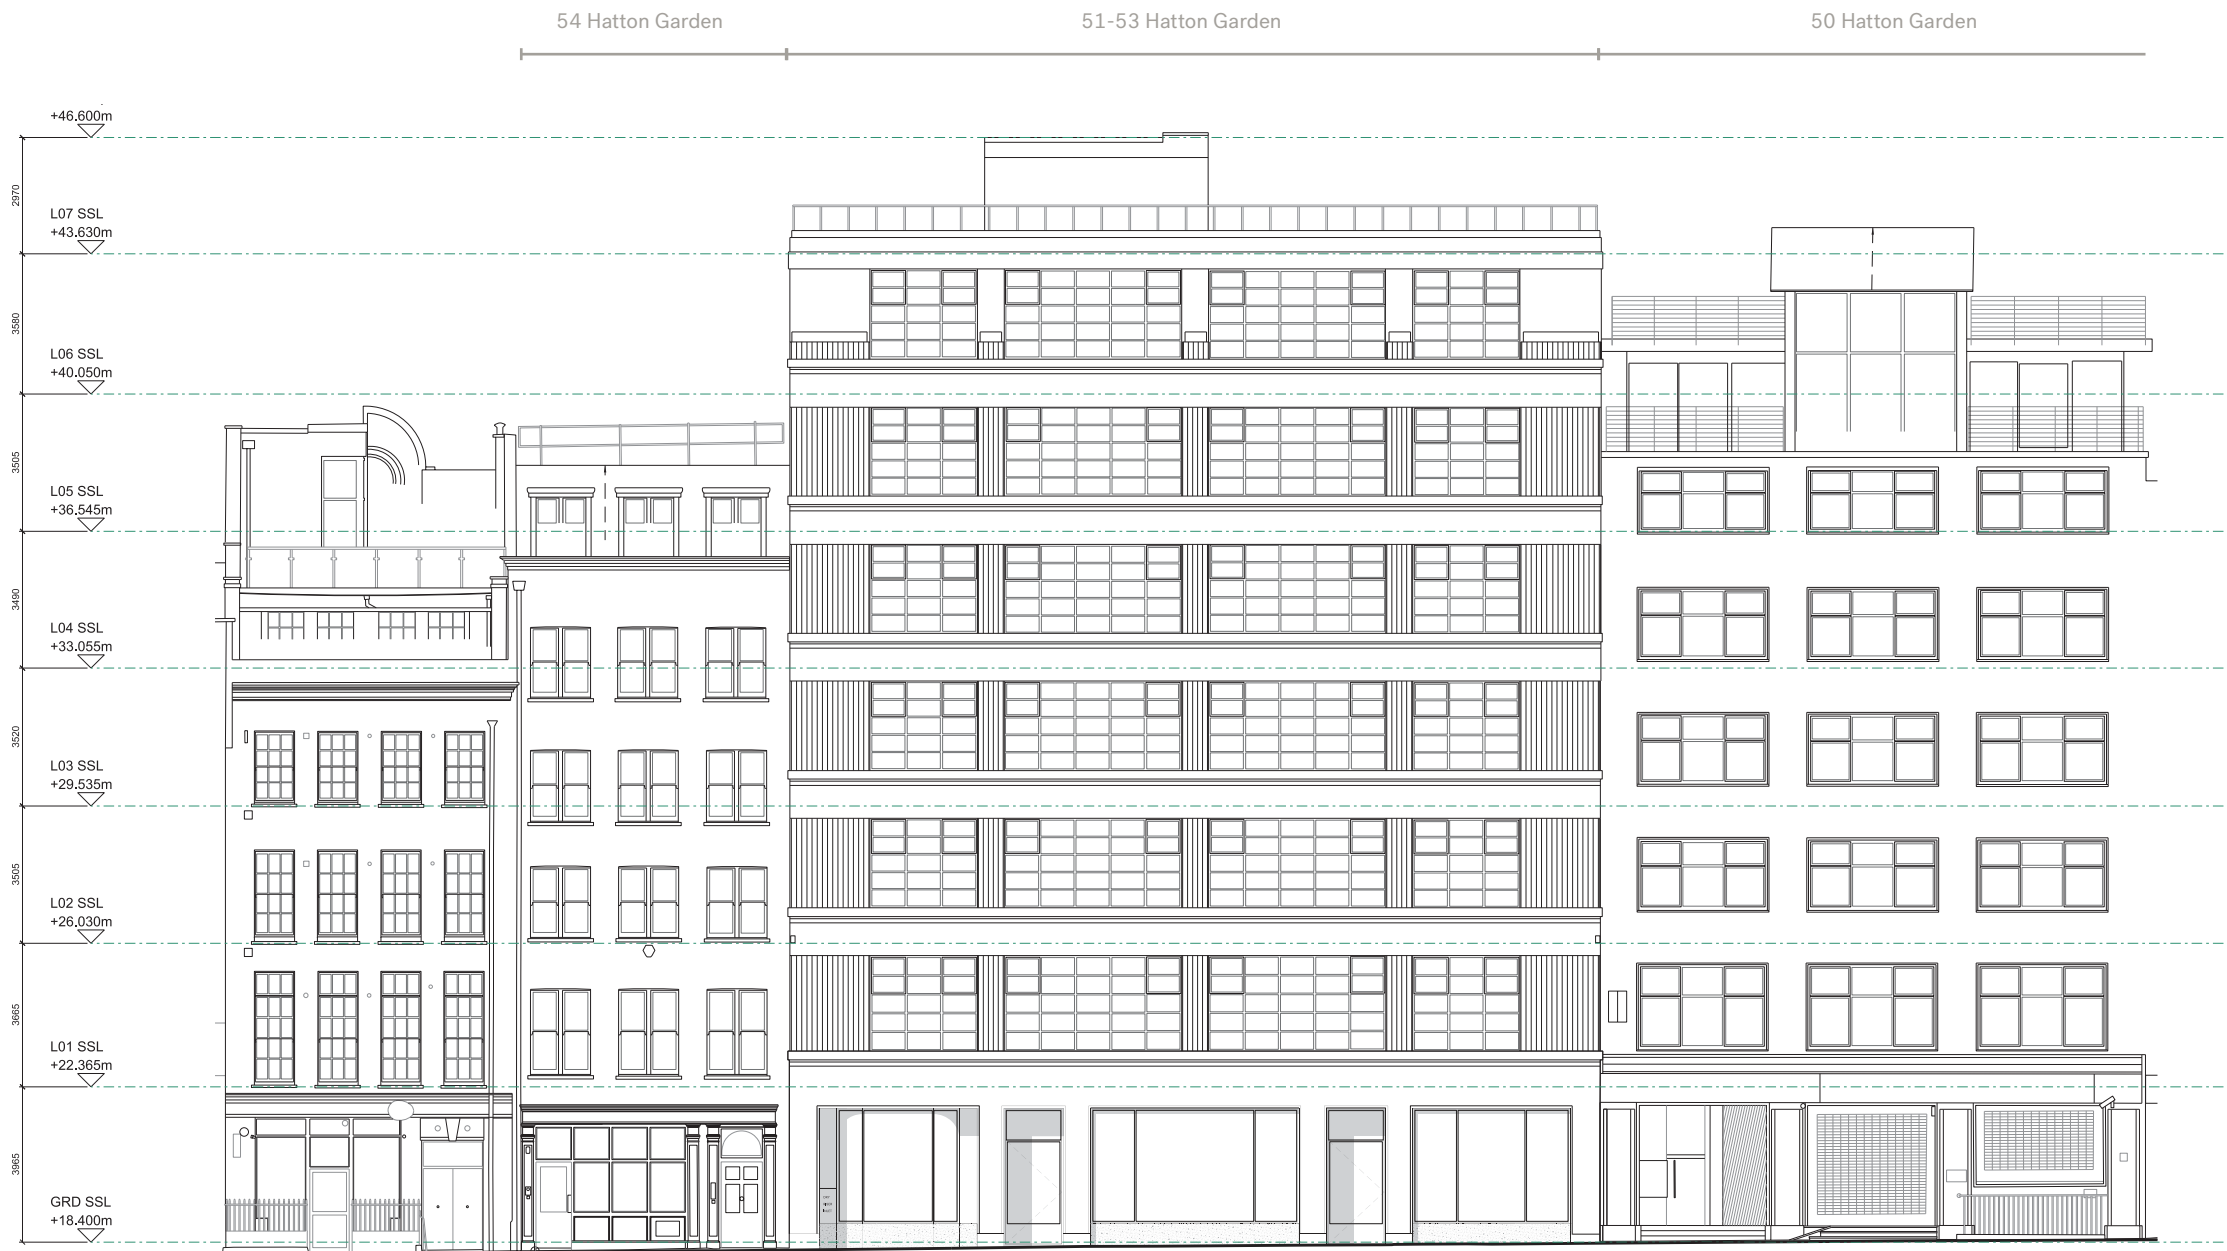 54 Hatton Garden
51-53 Hatton Garden
50 Hatton Garden
+46.600m
2970
L07 SSL
+43.630m
3580
L06 SSL
+40.050m
3505
L05 SSL
+36.545m
3490
L04 SSL
+33.055m
3520
L03 SSL
+29.535m
3505
L02 SSL
+26.030m
3665
L01 SSL
+22.365m
3965
GRD SSL
+18.400m